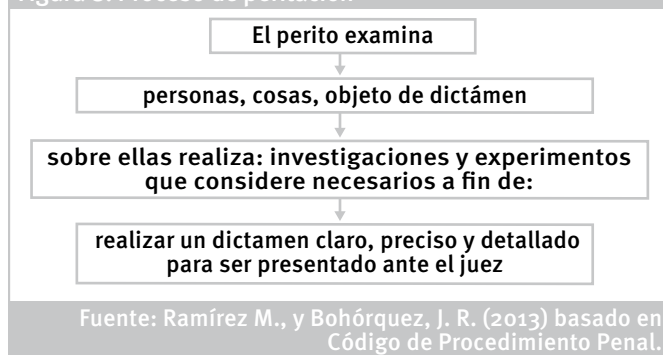 El perito examina
personas, cosas, objeto de dictámen
sobre ellas realiza: investigaciones y experimentos
que considere necesarios a fin de:
realizar un dictamen claro, preciso y detallado
para ser presentado ante el juez
Fuente: Ramírez M., y Bohórquez, J. R. (2013) basado en
Código de Procedimiento Penal.